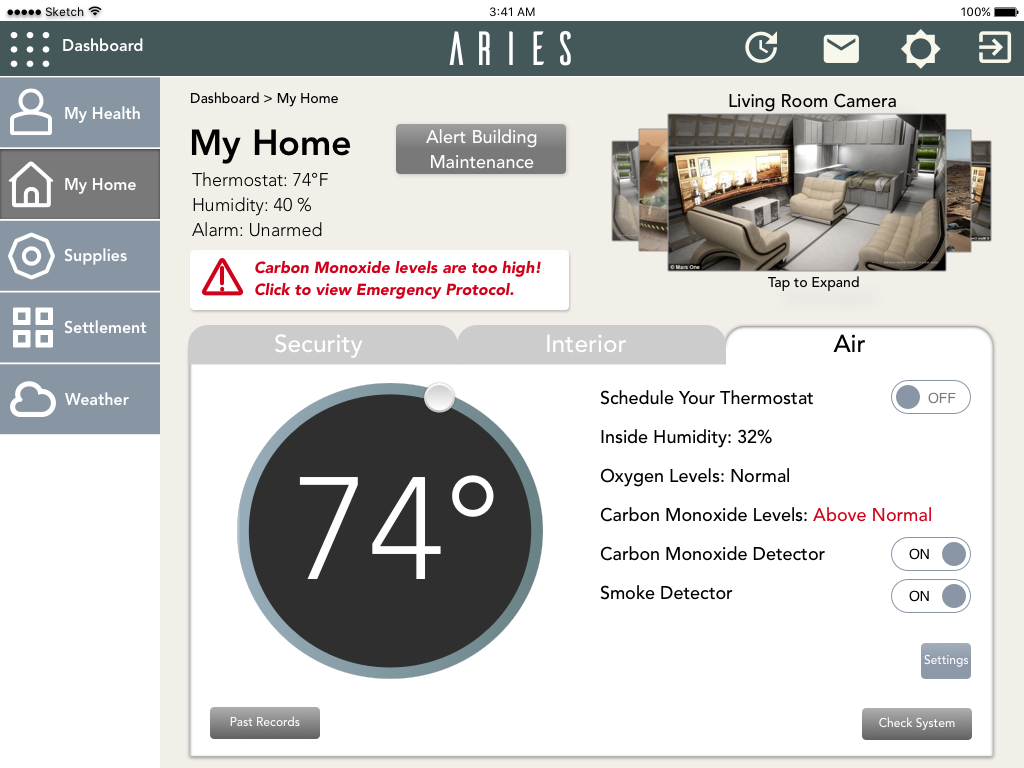 Sketch
3:41 AM
100%
Dashboard
ARIES
My Health
My Home
Supplies
Settlement
Weather
Dashboard > My Home
My Home
Thermostat: 74°F
Humidity: 40 %
Alarm: Unarmed
Alert Building
Maintenance
Living Room Camera
© Mars One
Tap to Expand
Carbon Monoxide levels are too high!
Click to view Emergency Protocol.
Security
Interior
Air
74°
Schedule Your Thermostat
OFF
Inside Humidity: 32%
Oxygen Levels: Normal
Carbon Monoxide Levels: Above Normal
Carbon Monoxide Detector
ON
Smoke Detector
ON
Settings
Past Records
Check System